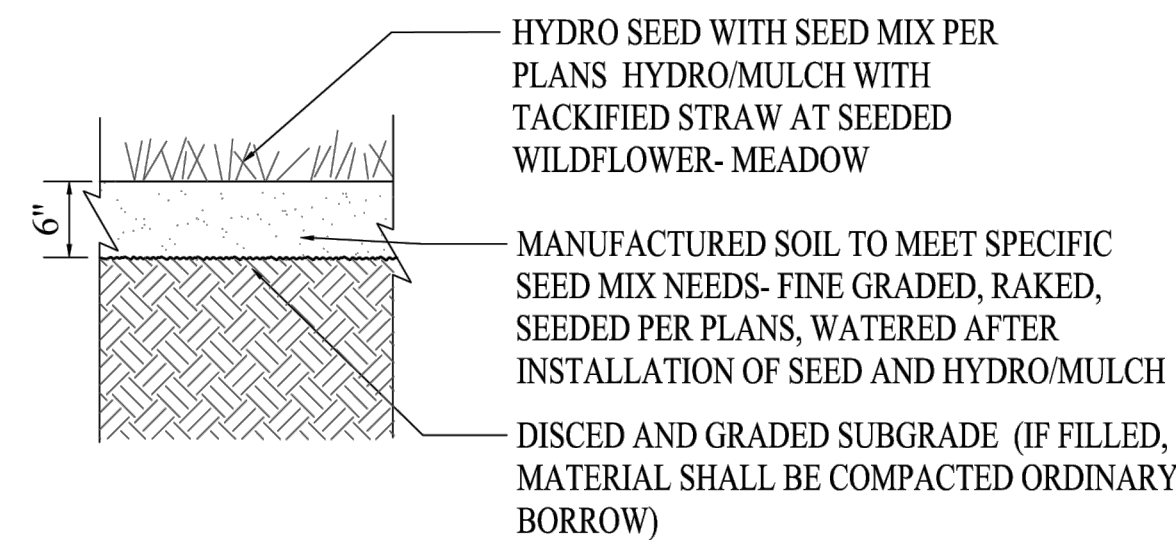 HYDRO SEED WITH SEED MIX PER
PLANS HYDRO/MULCH WITH
TACKIFIED STRAW AT SEEDED
WILDFLOWER- MEADOW
6"
MANUFACTURED SOIL TO MEET SPECIFIC
SEED MIX NEEDS- FINE GRADED, RAKED,
SEEDED PER PLANS, WATERED AFTER
INSTALLATION OF SEED AND HYDRO/MULCH
DISCED AND GRADED SUBGRADE (IF FILLED,
MATERIAL SHALL BE COMPACTED ORDINARY
BORROW)